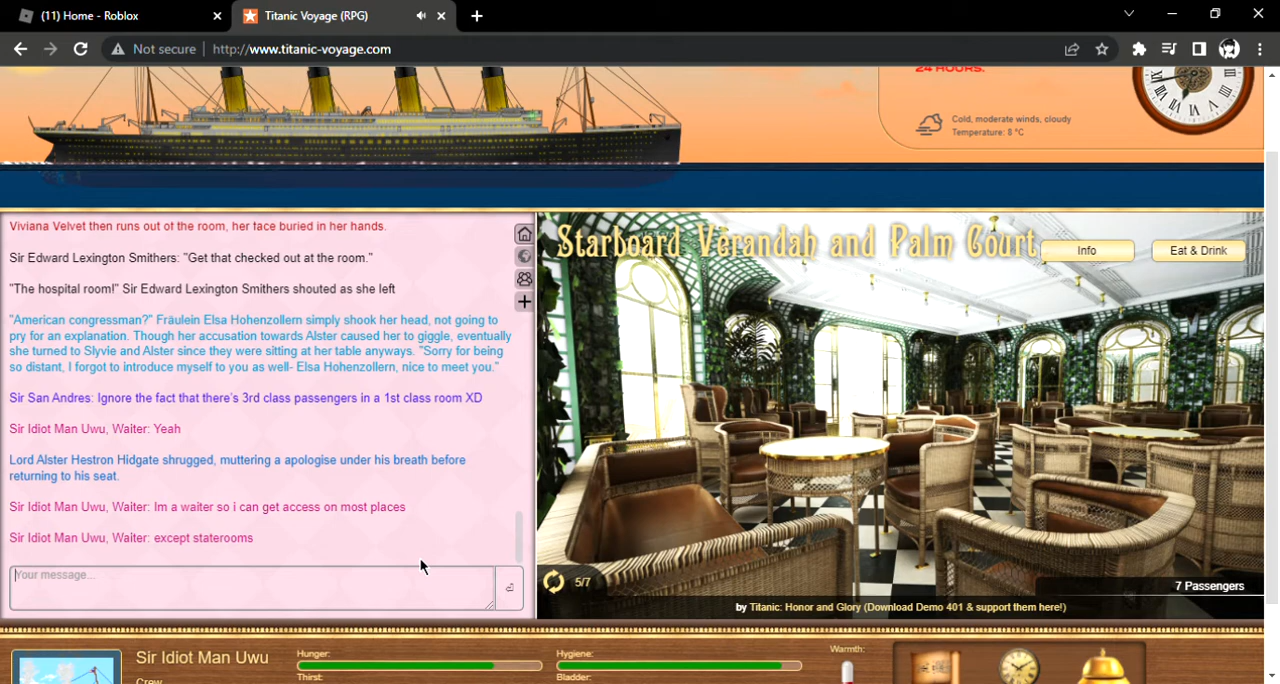 (11) Home - Roblox
Titanic Voyage (RPG)
Not secure
http://www.titanic-voyage.com
24 HOURS.
Cold, moderate winds, cloudy
Temperature: 8 °C
Viviana Velvet then runs out of the room, her face buried in her hands.
Sir Edward Lexington Smithers: "Get that checked out at the room."
"The hospital room!" Sir Edward Lexington Smithers shouted as she left
"American congressman?" Fräulein Elsa Hohenzollern simply shook her head, not going to
pry for an explanation. Though her accusation towards Alster caused her to giggle, eventually
she turned to Slyvie and Alster since they were sitting at her table anyways. "Sorry for being
so distant, I forgot to introduce myself to you as well- Elsa Hohenzollern, nice to meet you."
Sir San Andres: Ignore the fact that there's 3rd class passengers in a 1st class room XD
Sir Idiot Man Uwu, Waiter: Yeah
Lord Alster Hestron Hidgate shrugged, muttering a apologise under his breath before
returning to his seat.
Sir Idiot Man Uwu, Waiter: Im a waiter so i can get access on most places
Sir Idiot Man Uwu, Waiter: except staterooms
Your message...
Starboard Verandah and Palm Court
Info
Eat & Drink
5/7
7 Passengers
by Titanic: Honor and Glory (Download Demo 401 & support them here!)
Sir Idiot Man Uwu
Crew
Hunger:
Thirst:
Hygiene:
Bladder:
Warmth: